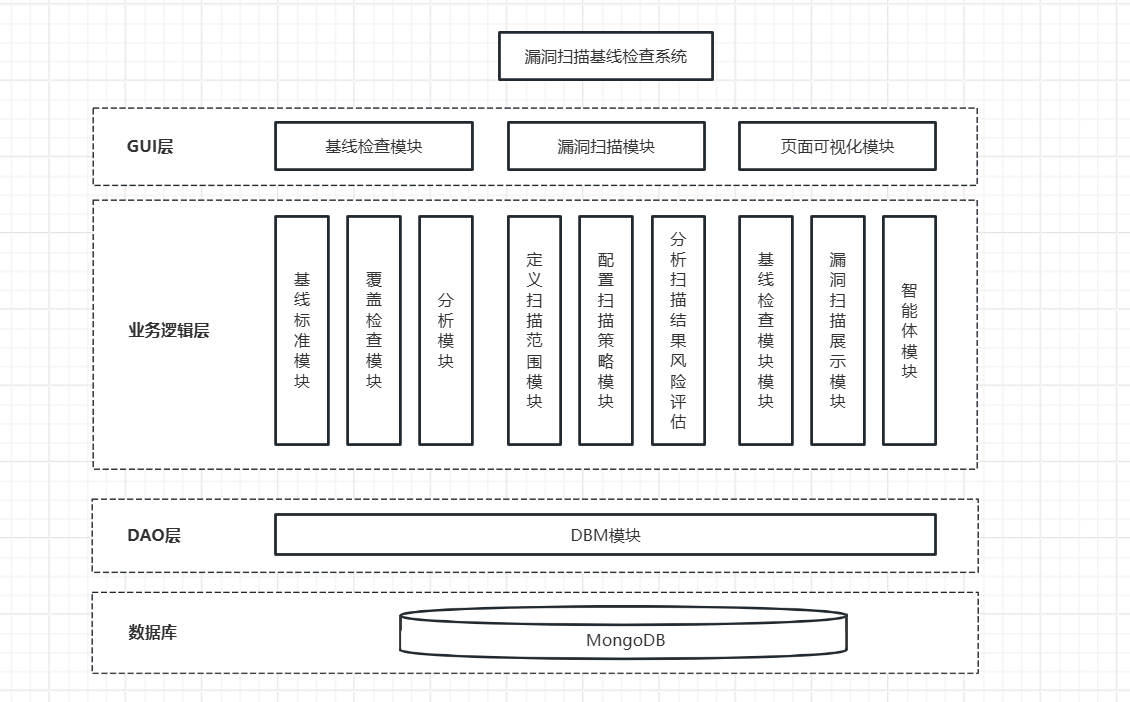 漏洞扫描基线检查系统
GUI层
基线检查模块
漏洞扫描模块
页面可视化模块
业务逻辑层
基线标准模块
覆盖检查模块
分析模块
定义扫描范围模块
配置扫描策略模块
分析扫描结果风险评估
基线检查模块模块
漏洞扫描展示模块
智能体模块
DAO层
DBM模块
数据库
MongoDB